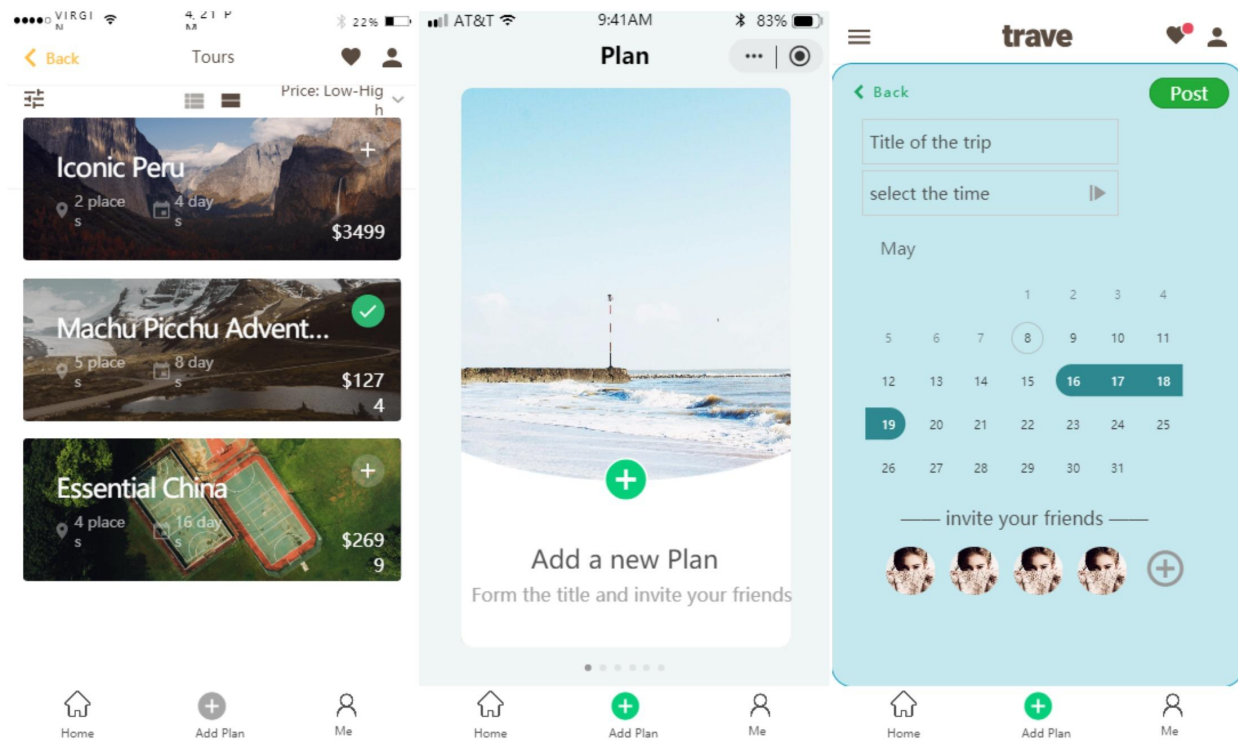 VIRGI
N
4, 21 P
M
22%
Back
Tours
Price: Low-Hig
h
Iconic Peru
2 place
s
4 day
s
$3499
Machu Picchu Advent...
5 place
s
8 day
s
$127
4
Essential China
4 place
s
16 day
s
$269
9
Home
Add Plan
Me
AT&T
9:41AM
83%
Plan
Add a new Plan
Form the title and invite your friends
Home
Add Plan
Me
trave
Back
Post
Title of the trip
select the time
May
1 2 3 4
5 6 7 8 9 10 11
12 13 14 15 16 17 18
19 20 21 22 23 24 25
26 27 28 29 30 31
—— invite your friends ——
Home
Add Plan
Me